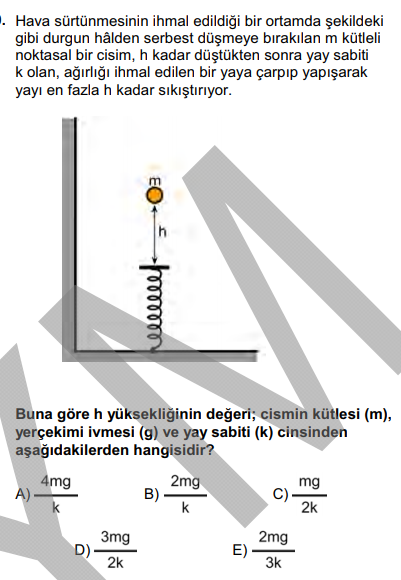 . Hava sürtünmesinin ihmal edildiği bir ortamda şekildeki
gibi durgun hâlden serbest düşmeye bırakılan m kütleli
noktasal bir cisim, h kadar düştükten sonra yay sabiti
k olan, ağırlığı ihmal edilen bir yaya çarpıp yapışarak
yayı en fazla h kadar sıkıştırıyor.
m
h
Buna göre h yüksekliğinin değeri; cismin kütlesi (m),
yerçekimi ivmesi (g) ve yay sabiti (k) cinsinden
aşağıdakilerden hangisidir?
A) 4mg/k B) 2mg/k C) mg/2k
D) 3mg/2k E) 2mg/3k